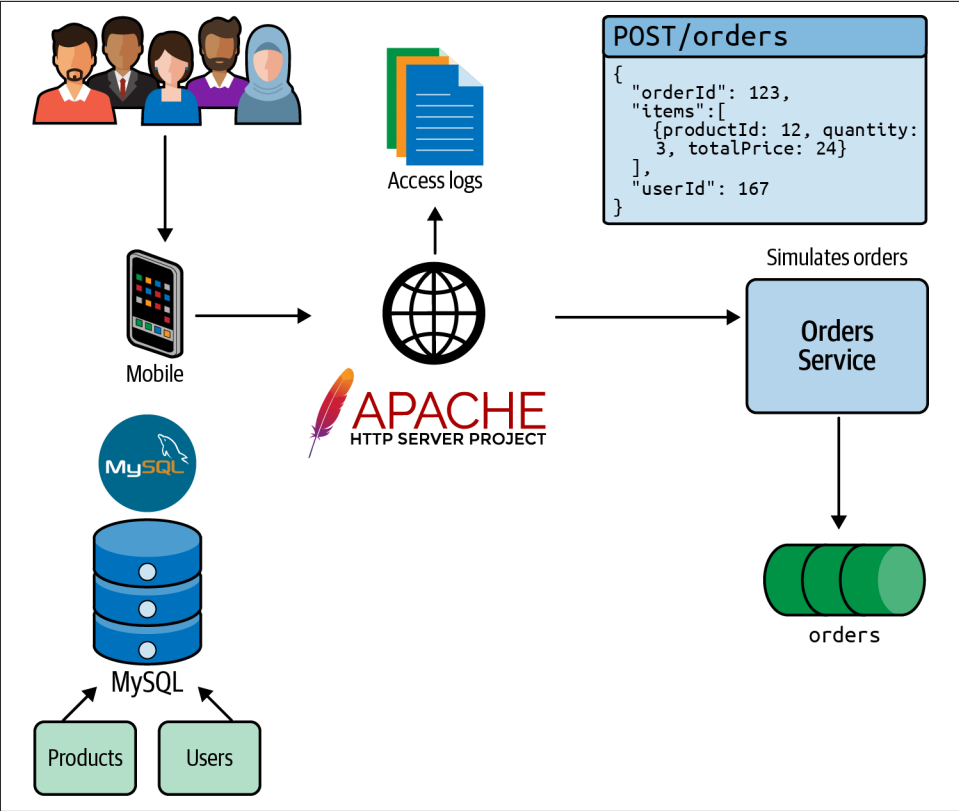 Access logs
POST/orders
{
"orderId": 123,
"items":[
{productId: 12, quantity:
3, totalPrice: 24}
],
"userId": 167
}
Simulates orders
Orders
Service
Mobile
APACHE
HTTP SERVER PROJECT
MySQL
MySQL
orders
Products
Users